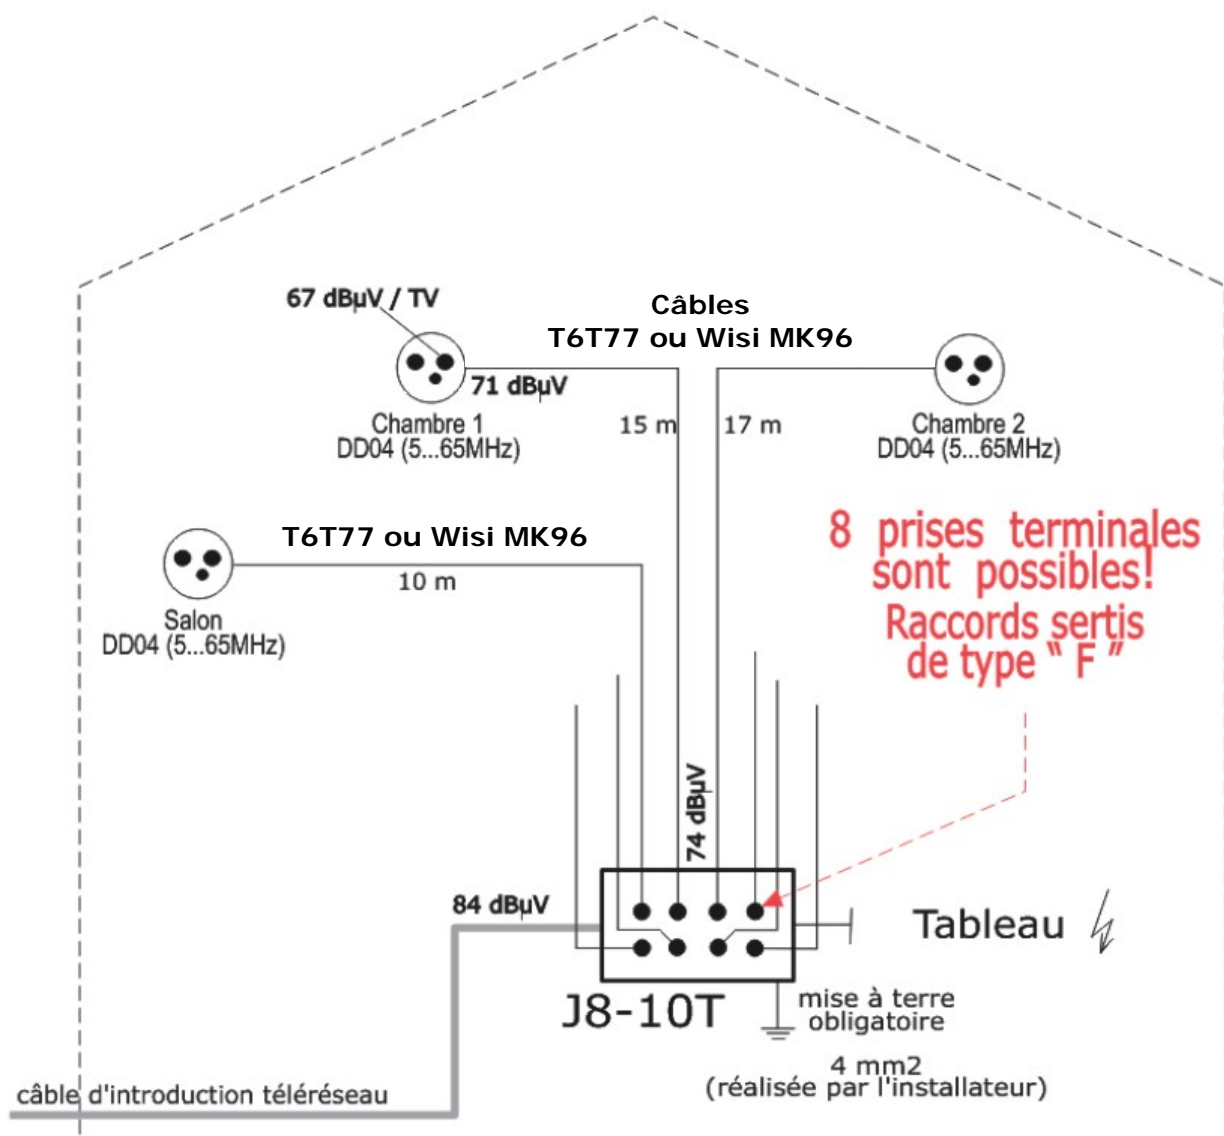 67 dBµV / TV
Câbles
T6T77 ou Wisi MK96
71 dBµV
Chambre 1
DD04 (5...65MHz)
15 m
17 m
Chambre 2
DD04 (5...65MHz)
T6T77 ou Wisi MK96
10 m
Salon
DD04 (5...65MHz)
8 prises terminales
sont possibles!
Raccords sertis
de type " F "
74 dBµV
84 dBµV
Tableau
J8-10T
mise à terre
obligatoire
4 mm2
(réalisée par l'installateur)
câble d'introduction téléréseau